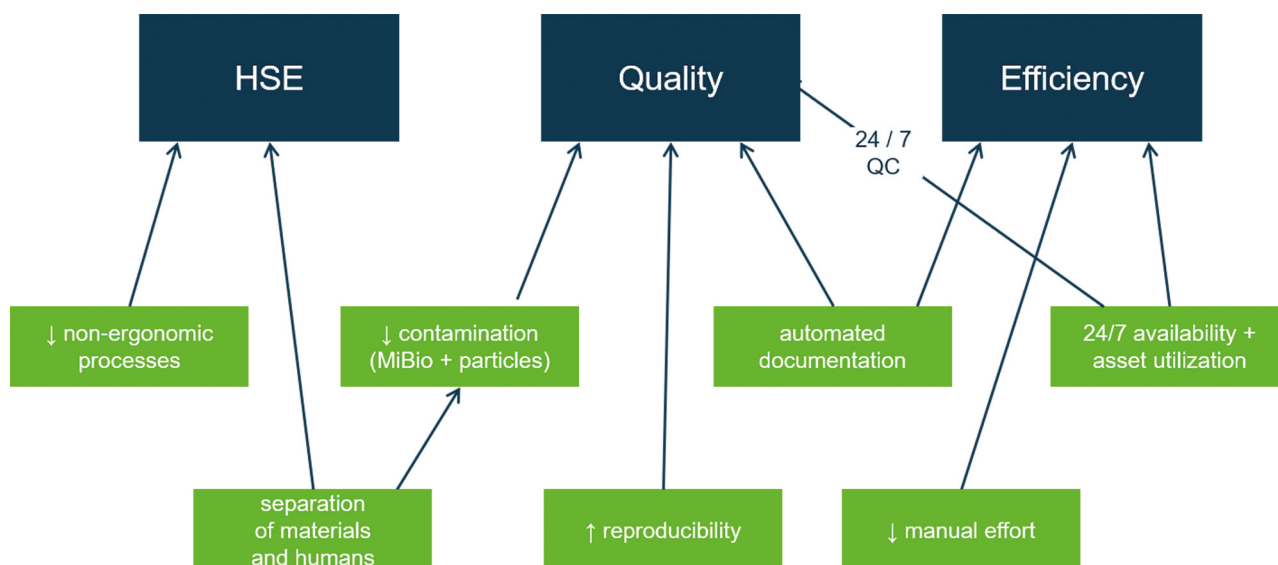 HSE
Quality
Efficiency
24 / 7
QC
↓ non-ergonomic
processes
↓ contamination
(MiBio + particles)
automated
documentation
24/7 availability +
asset utilization
separation
of materials
and humans
↑ reproducibility
↓ manual effort